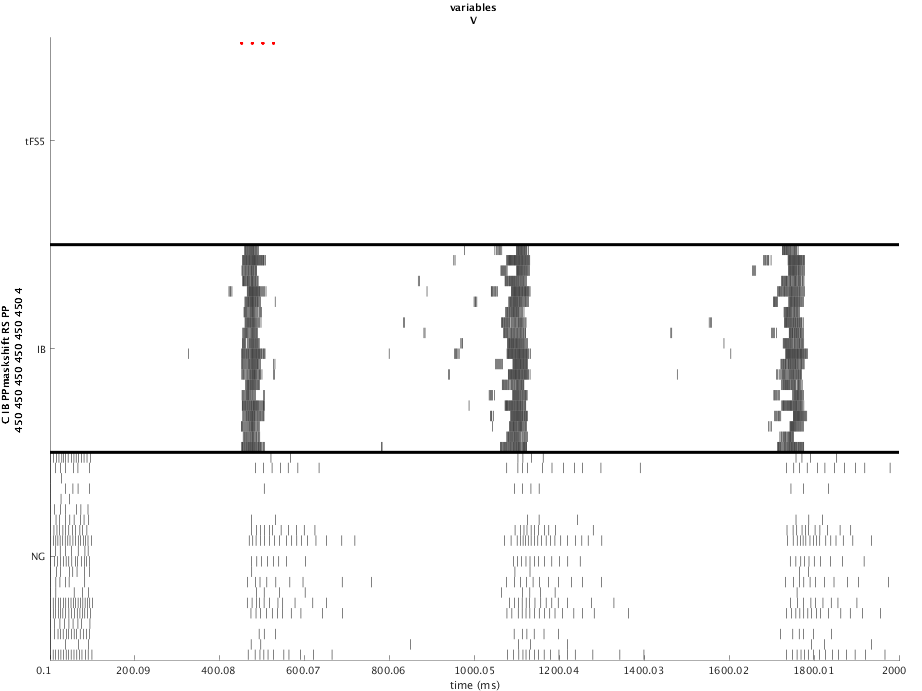 variables
V
tFS5
IB
NG
C IB PPmaskshift RS PP
450 450 450 450 450 450 4
0.1 200.09 400.08 600.07 800.06 1000.05 1200.04 1400.03 1600.02 1800.01 2000
time (ms)